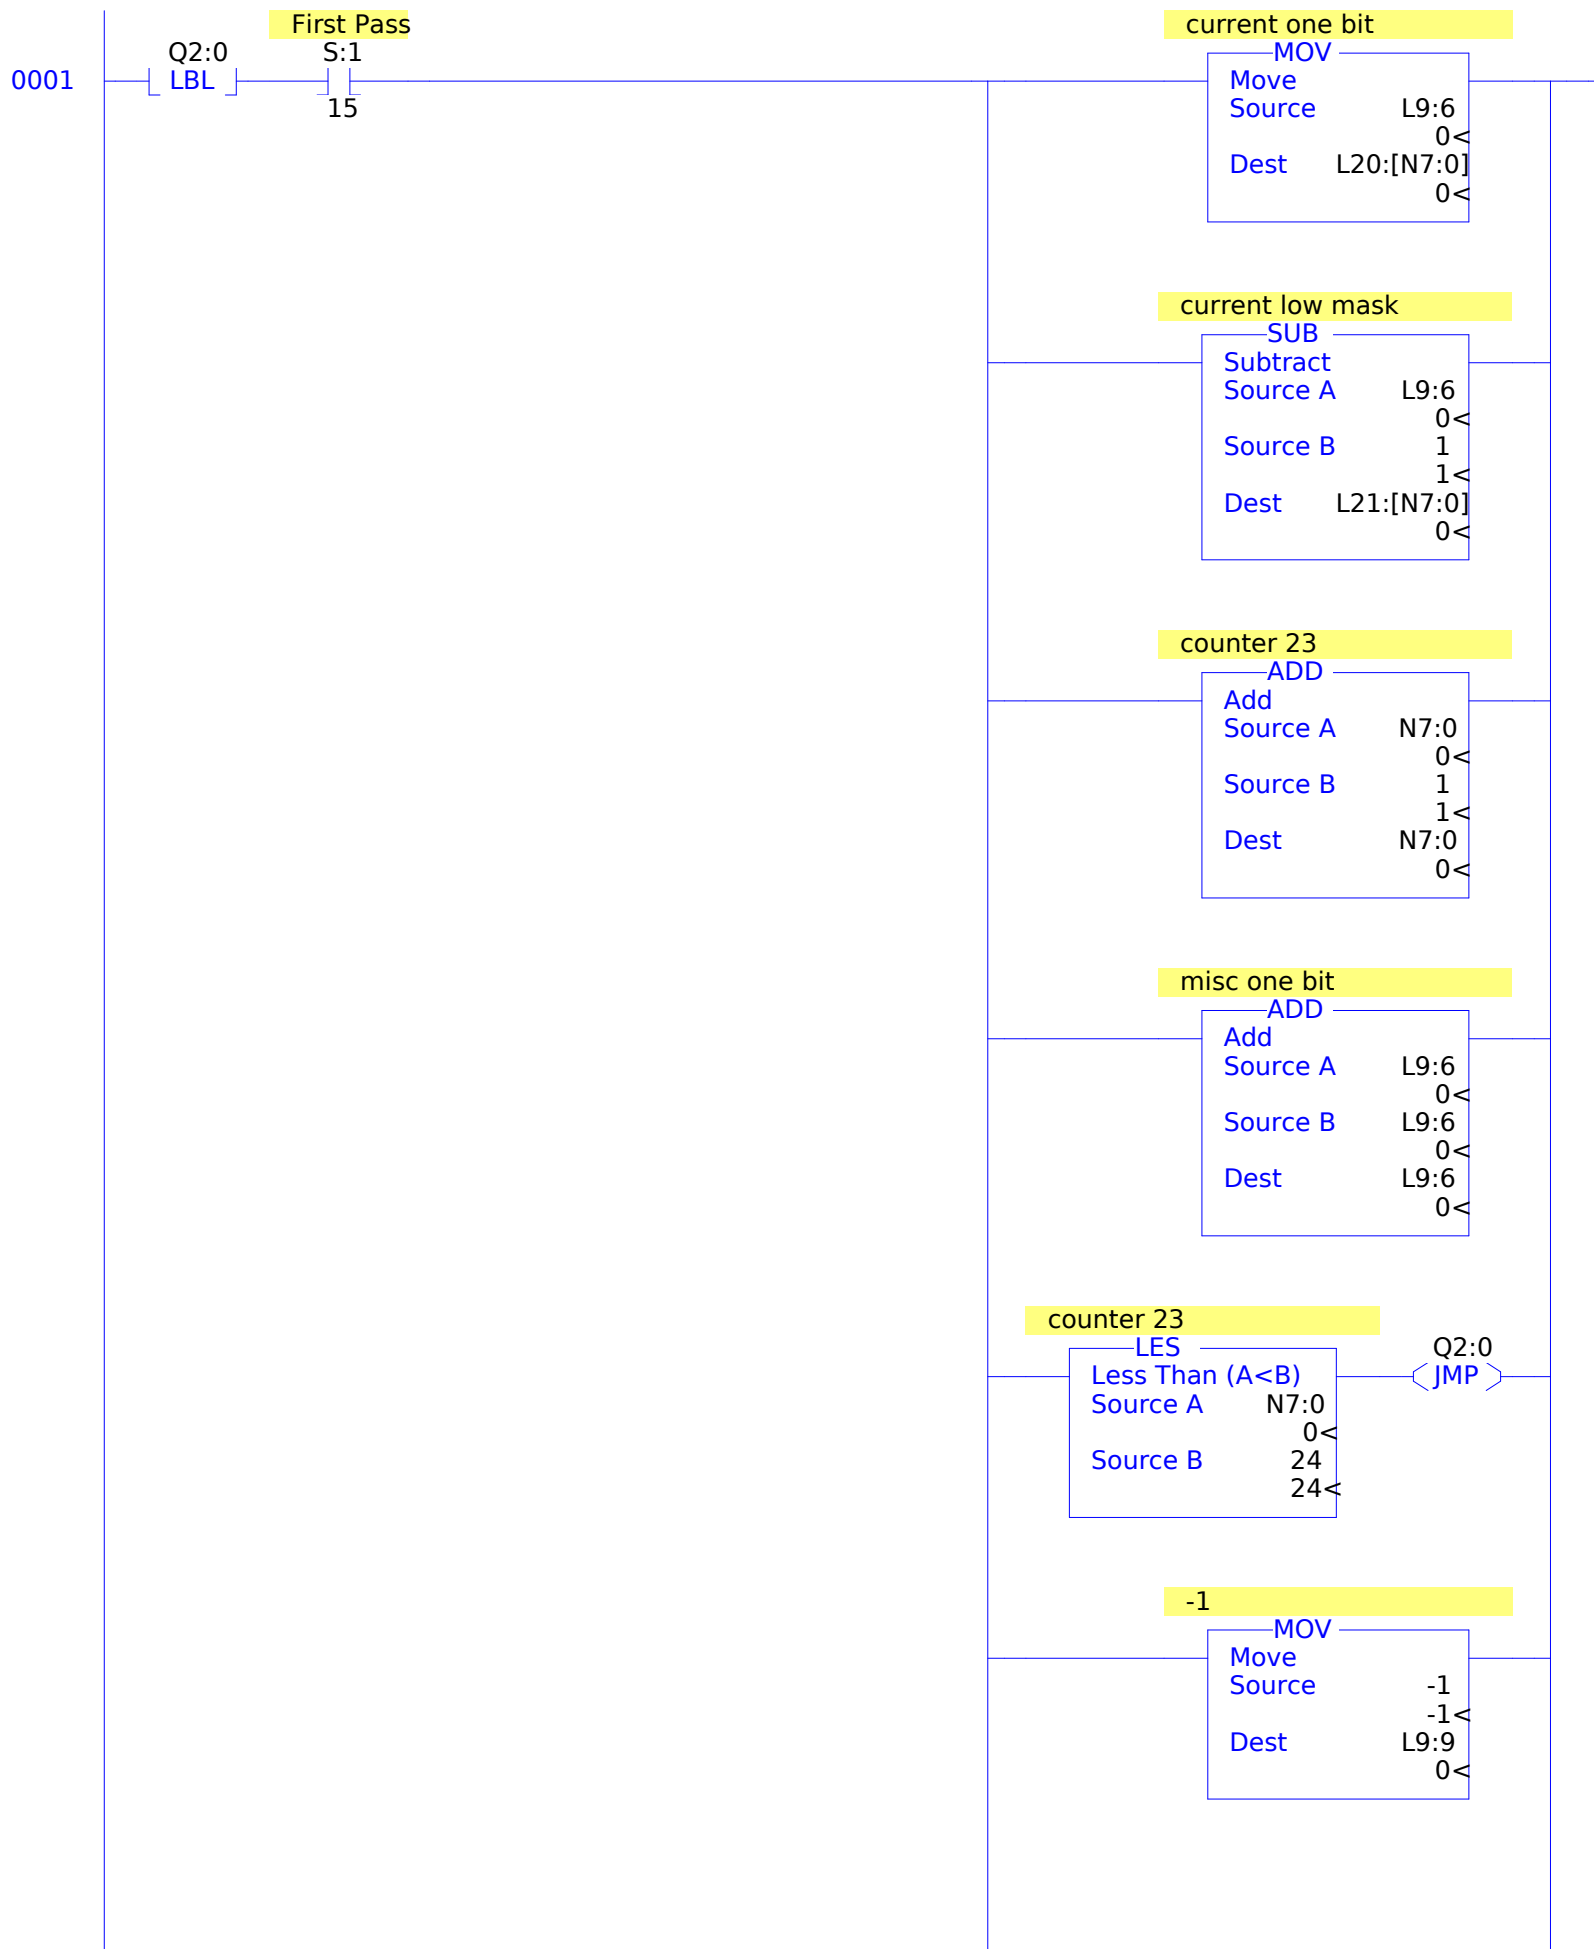 First Pass
current one bit
Q2:0 S:1 MOV
0001 LBL Move
15 Source L9:6
0<
Dest L20:[N7:0]
0<
current low mask
SUB
Subtract
Source A L9:6
0<
Source B 1
1<
Dest L21:[N7:0]
0<
counter 23
ADD
Add
Source A N7:0
0<
Source B 1
1<
Dest N7:0
0<
misc one bit
ADD
Add
Source A L9:6
0<
Source B L9:6
0<
Dest L9:6
0<
counter 23
LES Q2:0
Less Than (A<B) JMP
Source A N7:0
0<
Source B 24
24<
-1
MOV
Move
Source -1
-1<
Dest L9:9
0<